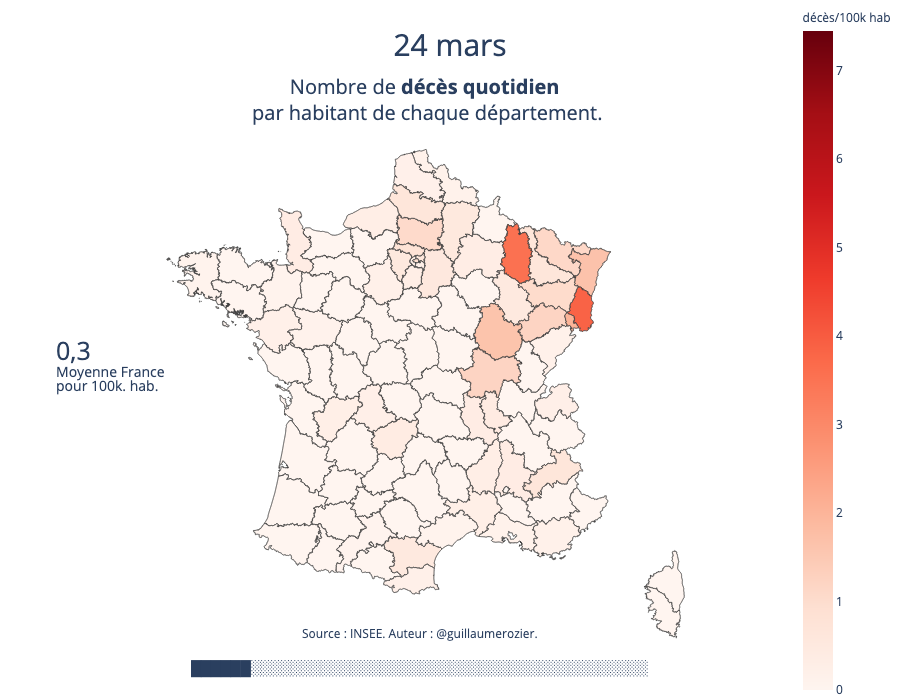 décès/100k hab
24 mars
Nombre de décès quotidien
par habitant de chaque département.
7
6
5
4
3
2
1
0
0,3
Moyenne France
pour 100k. hab.
Source : INSEE. Auteur : @guillaumerozier.